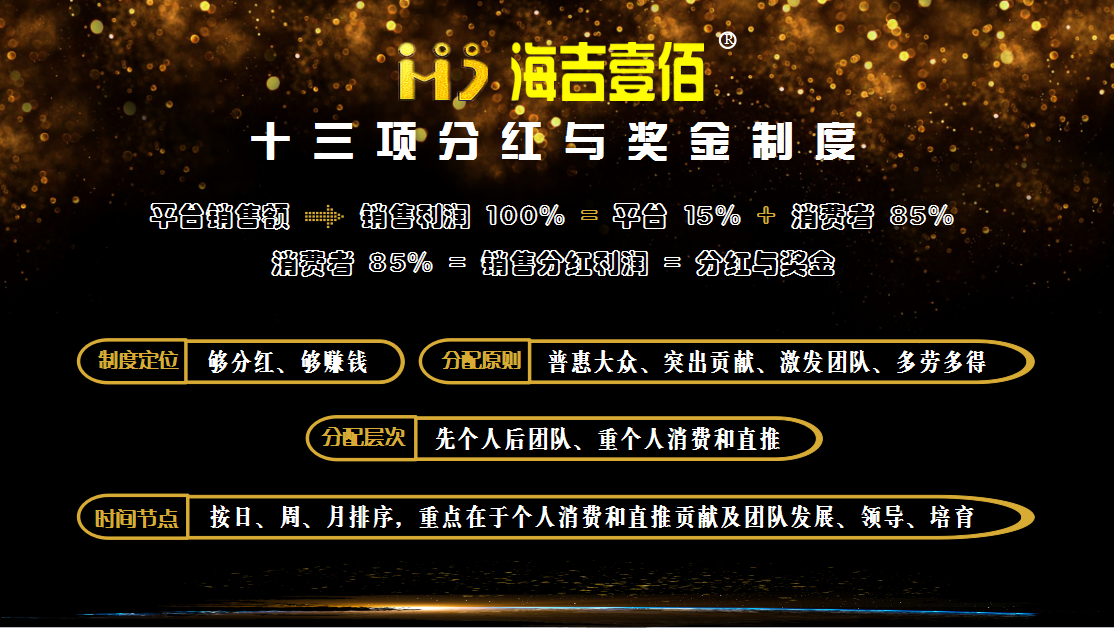 海吉壹佰®
十三项分红与奖金制度
平台销售额 销售利润 100% = 平台 15% + 消费者 85%
消费者 85% = 销售分红利润 = 分红与奖金
制度定位 够分红、够赚钱 分配原则 普惠大众、突出贡献、激发团队、多劳多得
分配层次 先个人后团队、重个人消费和直推
时间节点 按日、周、月排序，重点在于个人消费和直推贡献及团队发展、领导、培育